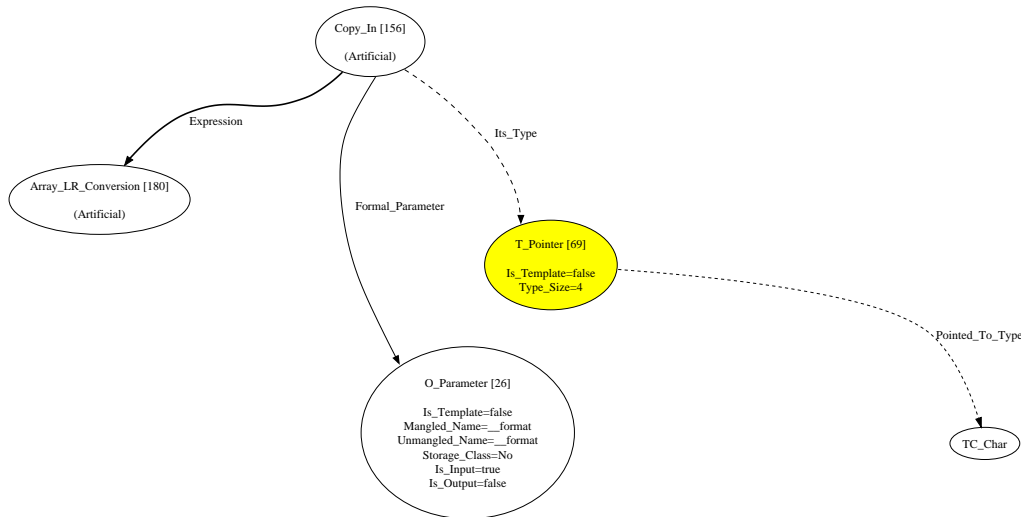 Copy_In [156]
(Artificial)
Expression
Its_Type
Array_LR_Conversion [180]
(Artificial)
Formal_Parameter
T_Pointer [69]
Is_Template=false
Type_Size=4
Pointed_To_Type
O_Parameter [26]
Is_Template=false
Mangled_Name=__format
Unmangled_Name=__format
Storage_Class=No
Is_Input=true
Is_Output=false
TC_Char